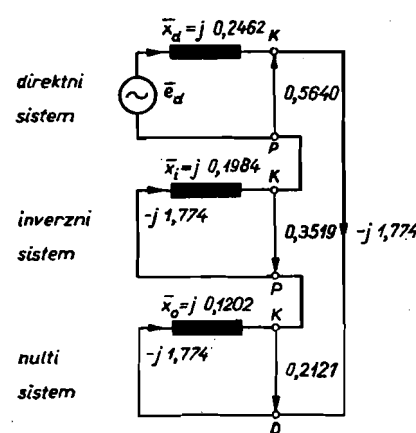 x̄d = j 0,2462
K
direktni
sistem
ēd
0,5640
P
x̄i = j 0,1984
K
inverzni
sistem
-j 1,774
0,3519
-j 1,774
P
x̄o = j 0,1202
K
nulti
sistem
-j 1,774
0,2121
P